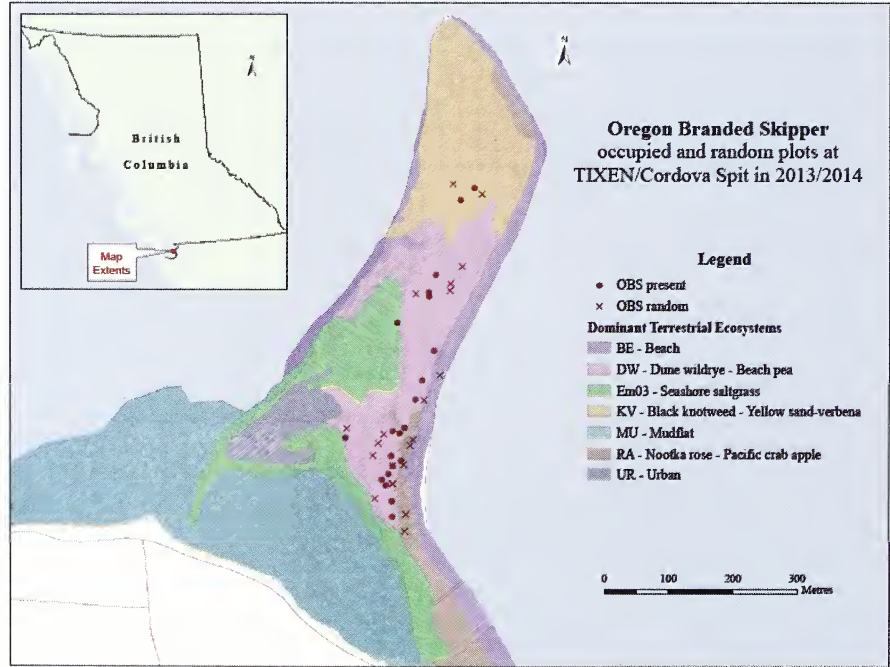 N
British
Columbia
Map
Extents
N
Oregon Branded Skipper
occupied and random plots at
TIXEN/Cordova Spit in 2013/2014
Legend
OBS present
OBS random
Dominant Terrestrial Ecosystems
BE - Beach
DW - Dune wildrye - Beach pea
Em03 - Seashore saltgrass
KV - Black knotweed - Yellow sand-verbena
MU - Mudflat
RA - Nootka rose - Pacific crab apple
UR - Urban
0 100 200 300
Metres